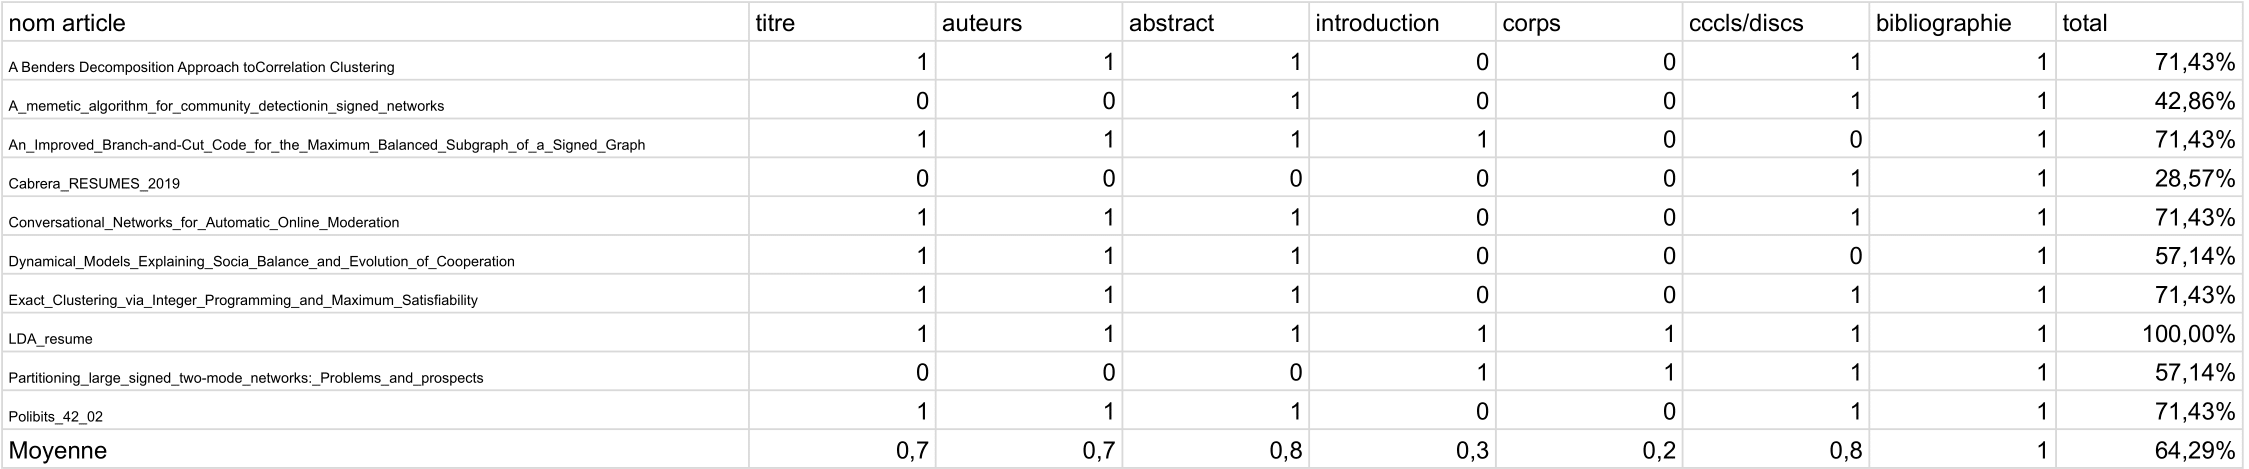 nom article titre auteurs abstract introduction corps cccls/discs bibliographie total
A Benders Decomposition Approach toCorrelation Clustering 1 1 1 0 0 1 1 71,43%
A_memetic_algorithm_for_community_detectionin_signed_networks 0 0 1 0 0 1 1 42,86%
An_Improved_Branch-and-Cut_Code_for_the_Maximum_Balanced_Subgraph_of_a_Signed_Graph 1 1 1 1 0 0 1 71,43%
Cabrera_RESUMES_2019 0 0 0 0 0 1 1 28,57%
Conversational_Networks_for_Automatic_Online_Moderation 1 1 1 0 0 1 1 71,43%
Dynamical_Models_Explaining_Socia_Balance_and_Evolution_of_Cooperation 1 1 1 0 0 0 1 57,14%
Exact_Clustering_via_Integer_Programming_and_Maximum_Satisfiability 1 1 1 0 0 1 1 71,43%
LDA_resume 1 1 1 1 1 1 1 100,00%
Partitioning_large_signed_two-mode_networks:_Problems_and_prospects 0 0 0 1 1 1 1 57,14%
Polibits_42_02 1 1 1 0 0 1 1 71,43%
Moyenne 0,7 0,7 0,8 0,3 0,2 0,8 1 64,29%